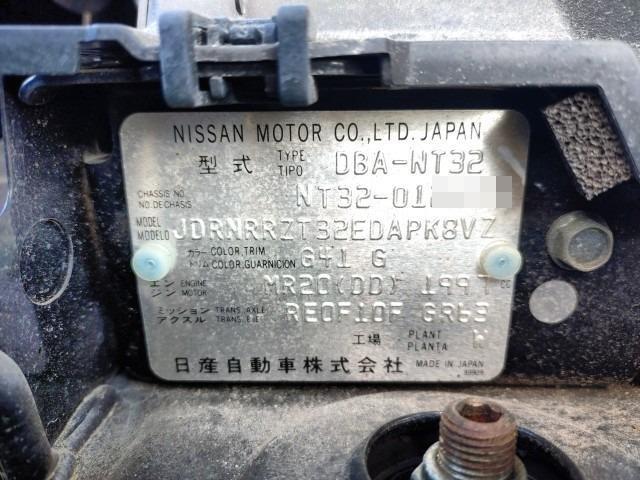 NISSAN MOTOR CO.,LTD. JAPAN
型式 TYPE TIPO DBA-NT32
CHASSIS NO. NO. DE CHASIS NT32-01
MODEL MODELO JDRNRRZT32EDAPK8VZ
カラー COLOR, TRIM
トリム COLOR, GUARNICION G41 G
エンジン ENGINE MOTOR MR20(DD) 1997 CC
ミッション TRANS. AXLE
アクスル TRANS. EJE RE0F10F GR63
工場 PLANT PLANTA
日産自動車株式会社 MADE IN JAPAN